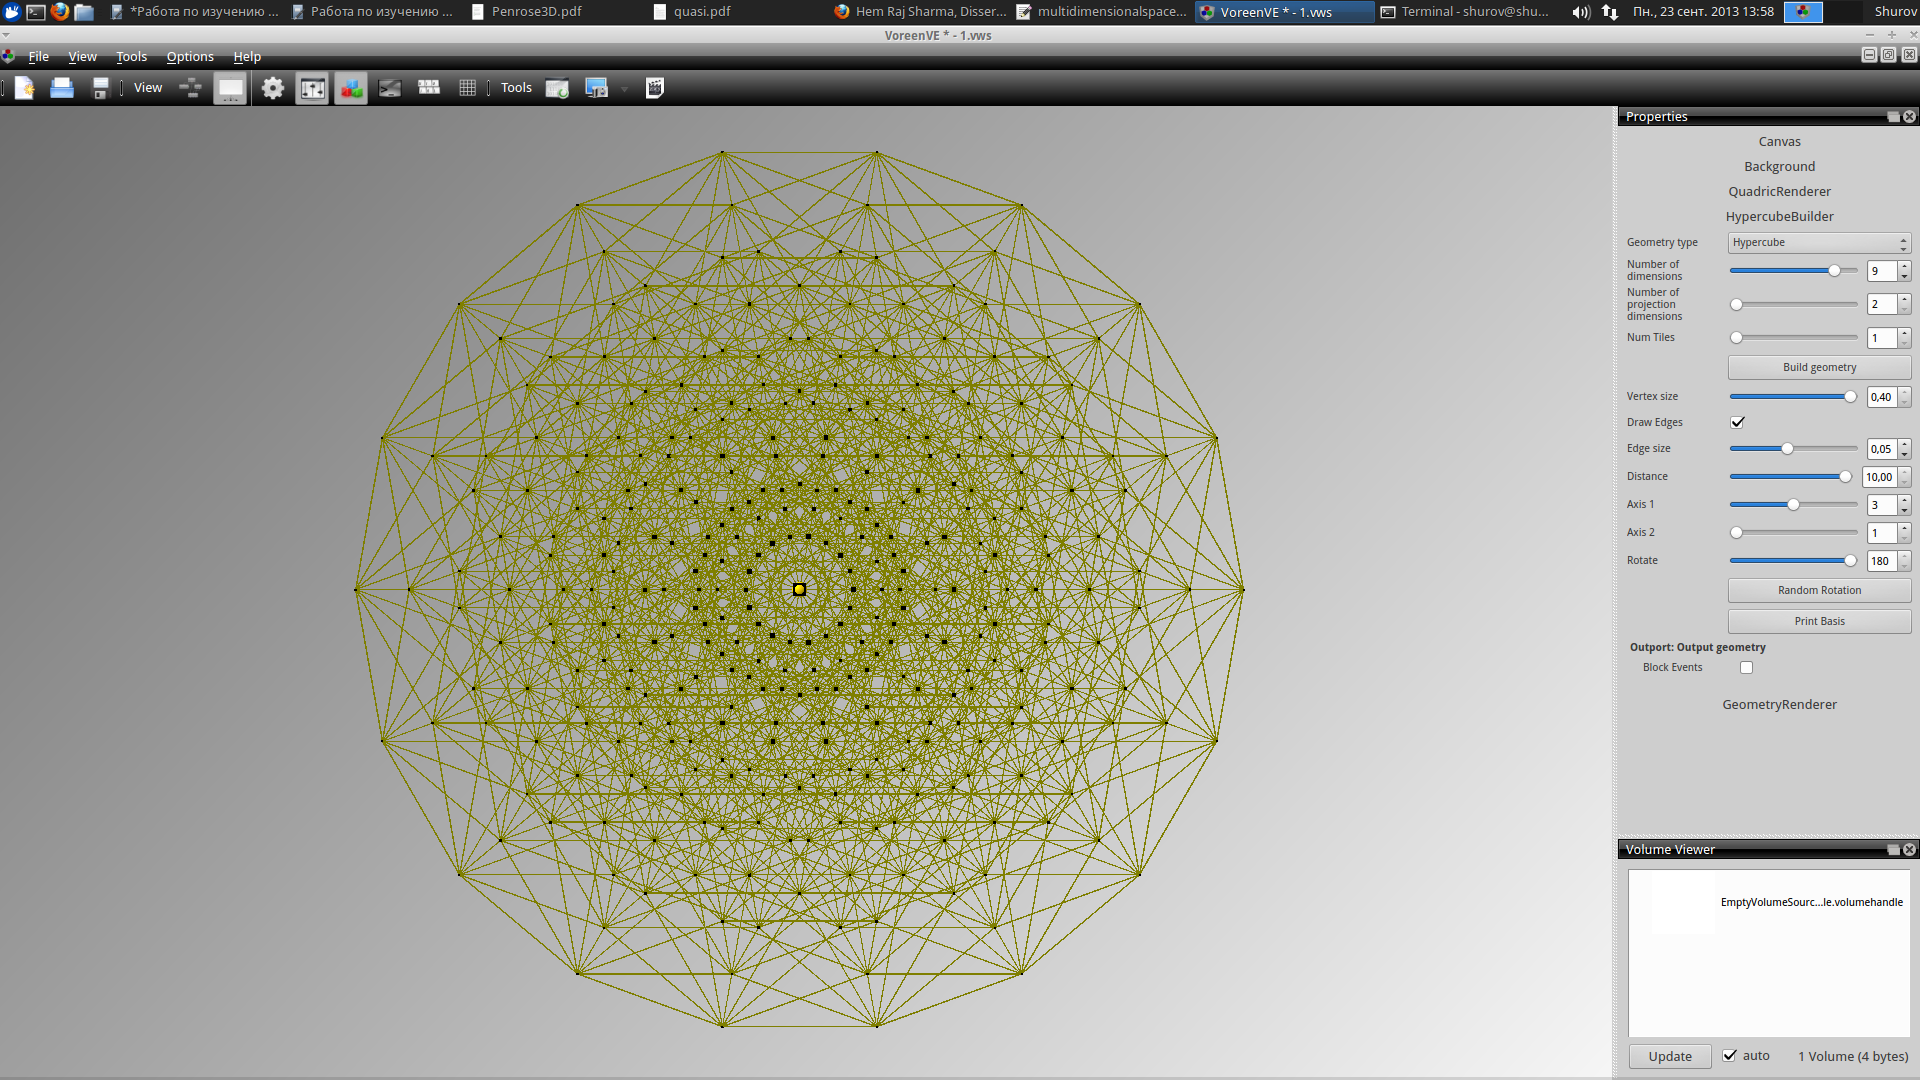 *Работа по изучению ... Работа по изучению ... Penrose3D.pdf quasi.pdf Hem Raj Sharma, Disser... multidimensionalspace... VoreenVE * - 1.vws Terminal - shurov@shu... Пн., 23 сент. 2013 13:58 Shurov
VoreenVE * - 1.vws
File View Tools Options Help
View Tools
Properties
Canvas
Background
QuadricRenderer
HypercubeBuilder
Geometry type Hypercube
Number of
dimensions 9
Number of
projection
dimensions 2
Num Tiles 1
Build geometry
Vertex size 0,40
Draw Edges
Edge size 0,05
Distance 10,00
Axis 1 3
Axis 2 1
Rotate 180
Random Rotation
Print Basis
Outport: Output geometry
Block Events
GeometryRenderer
Volume Viewer
EmptyVolumeSourc...le.volumehandle
Update auto 1 Volume (4 bytes)